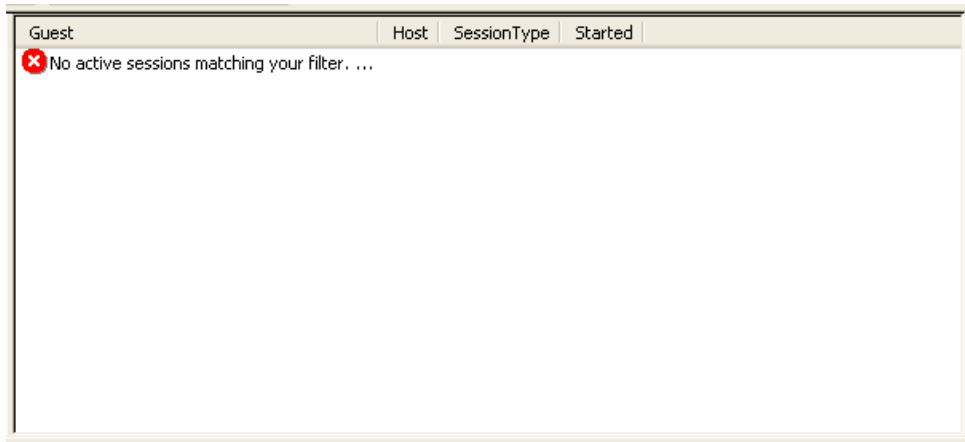 Guest Host SessionType Started
No active sessions matching your filter. ...